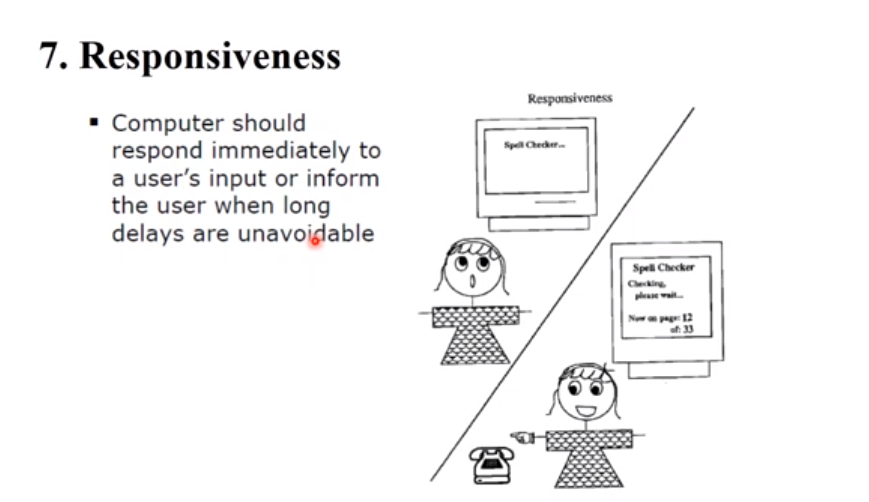 7. Responsiveness
▪ Computer should
respond immediately to
a user's input or inform
the user when long
delays are unavoidable
Responsiveness
Spell Checker...
Spell Checker
Checking,
please wait...
Now on page: 12
of: 33